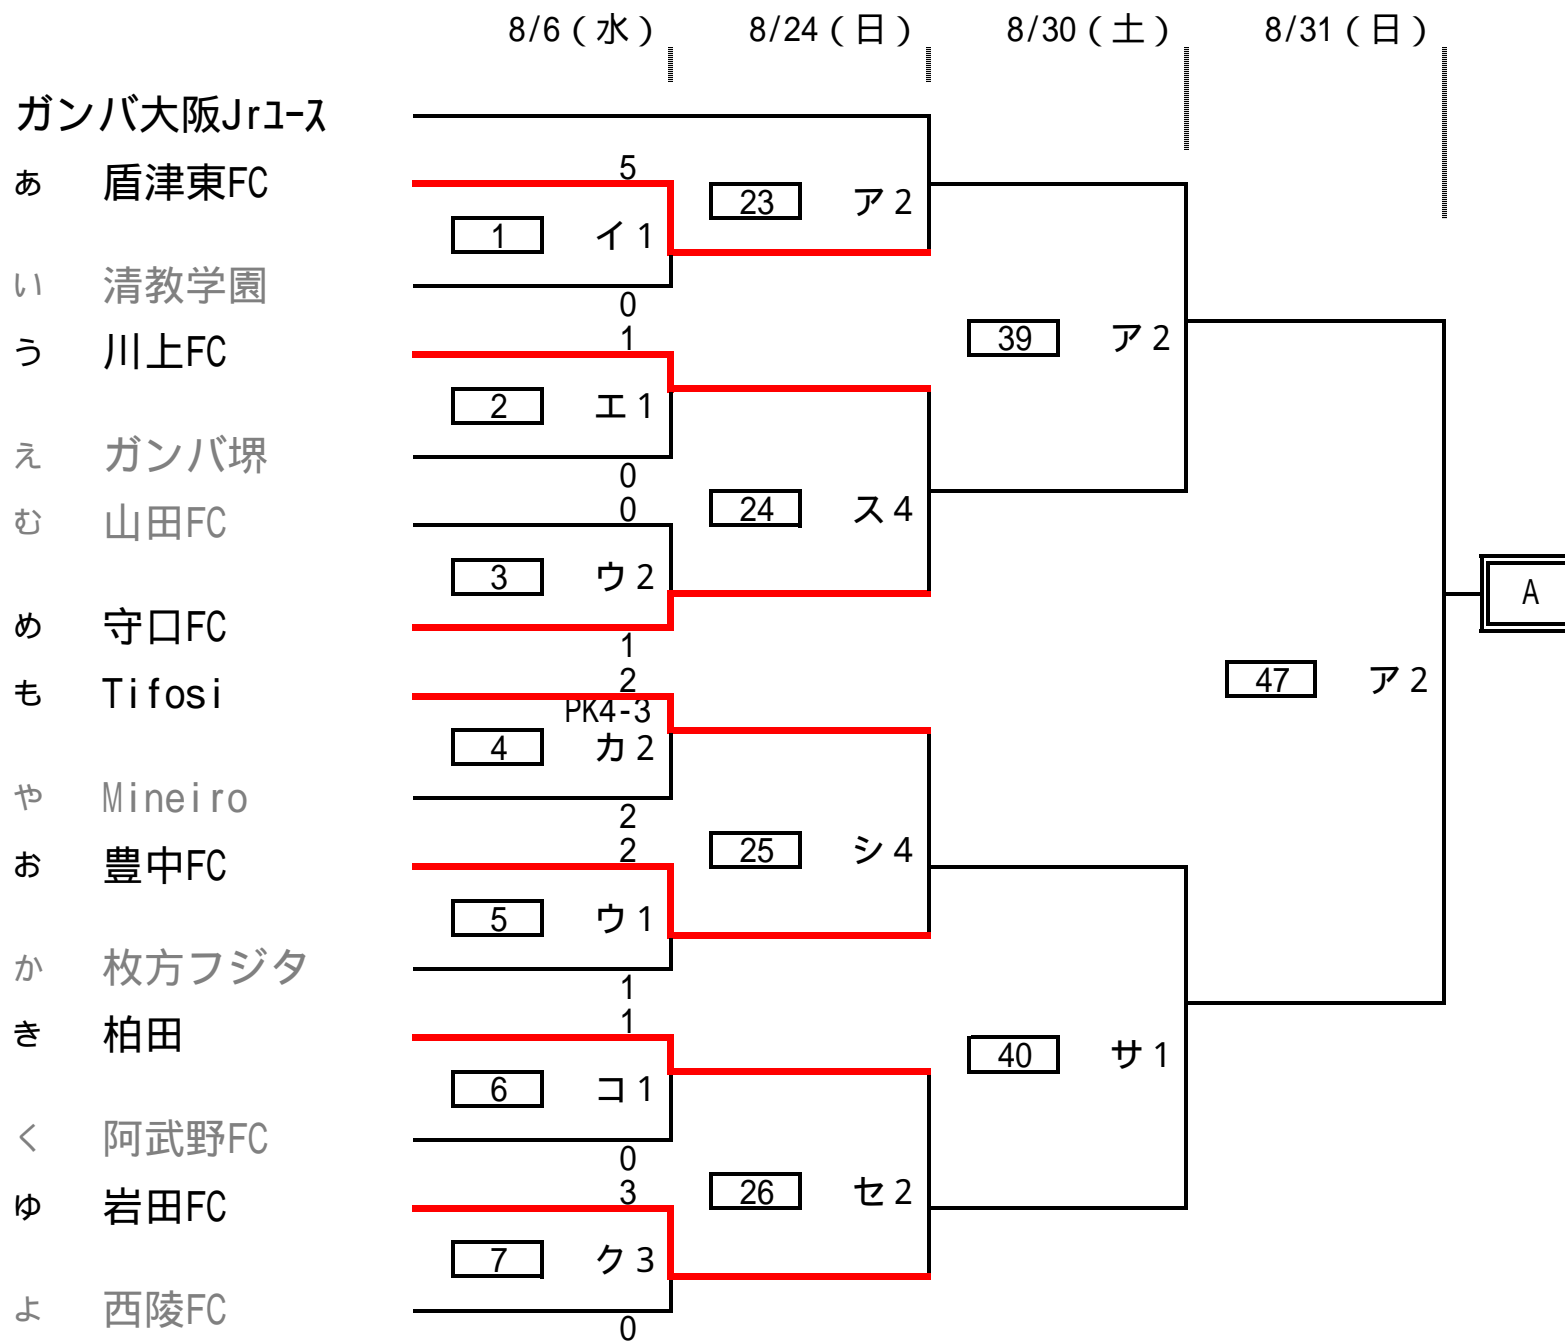 8/6(水) 8/24(日) 8/30(土) 8/31(日)
ガンバ大阪Jrユース
5
あ 盾津東FC
23 ア2
1 イ1
い 清教学園
0
1
う 川上FC
39 ア2
2 エ1
え ガンバ堺
0
0
24 ス4
む 山田FC
3 ウ2
A
め 守口FC
1
2
も Tifosi
47 ア2
PK4-3
4 カ2
や Mineiro
2
2
25 シ4
お 豊中FC
5 ウ1
か 枚方フジタ
1
1
き 柏田
40 サ1
6 コ1
く 阿武野FC
0
3
26 セ2
ゆ 岩田FC
7 ク3
よ 西陵FC
0